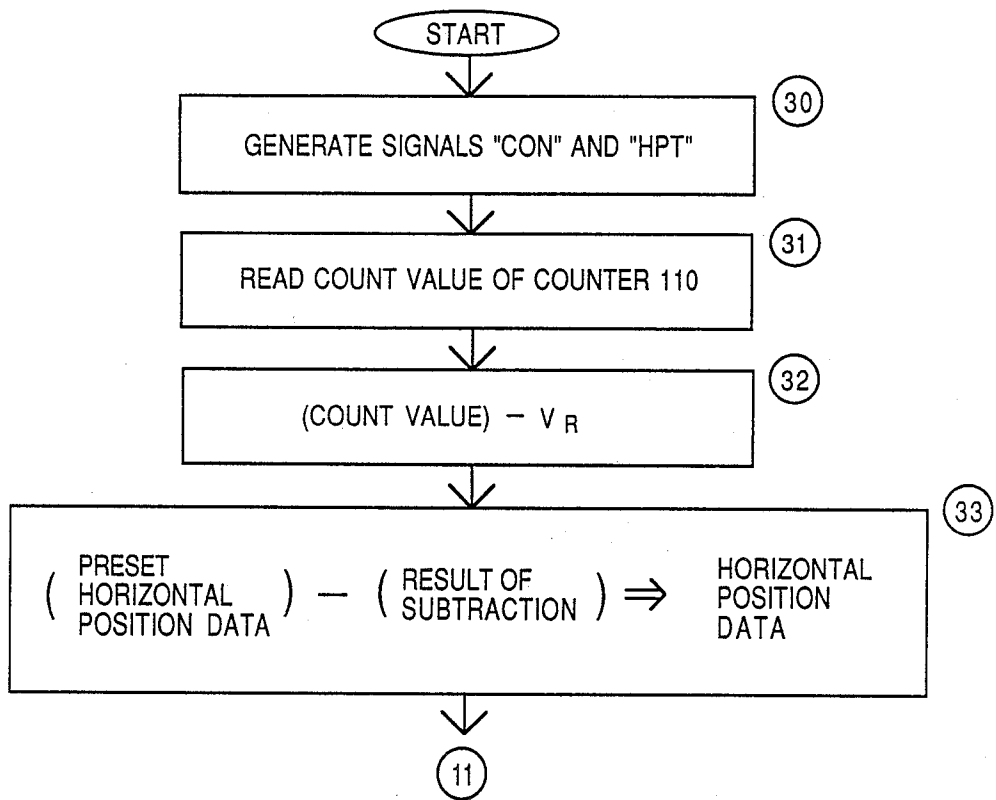 START
30
GENERATE SIGNALS "CON" AND "HPT"
31
READ COUNT VALUE OF COUNTER 110
32
(COUNT VALUE) − V R
33
( PRESET HORIZONTAL POSITION DATA ) − ( RESULT OF SUBTRACTION ) ⇒ HORIZONTAL POSITION DATA
11